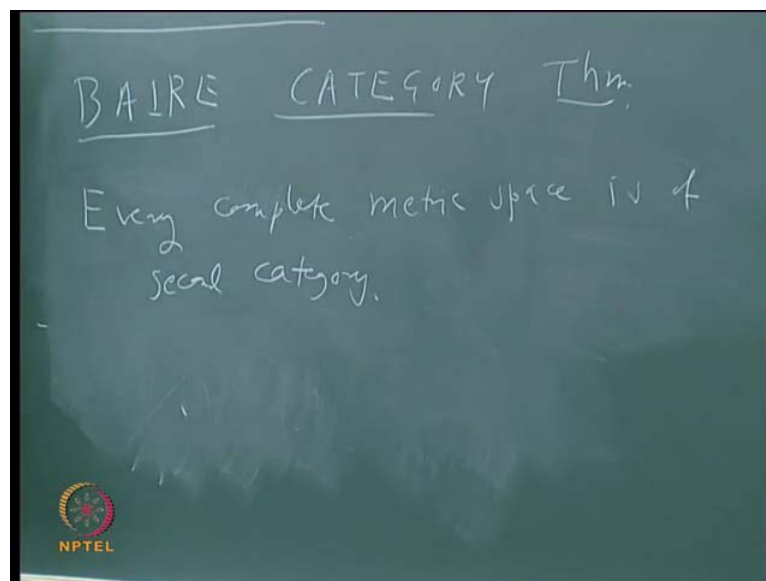 BAIRE CATEGORY Thm.
Every complete metric space is of
second category.
NPTEL